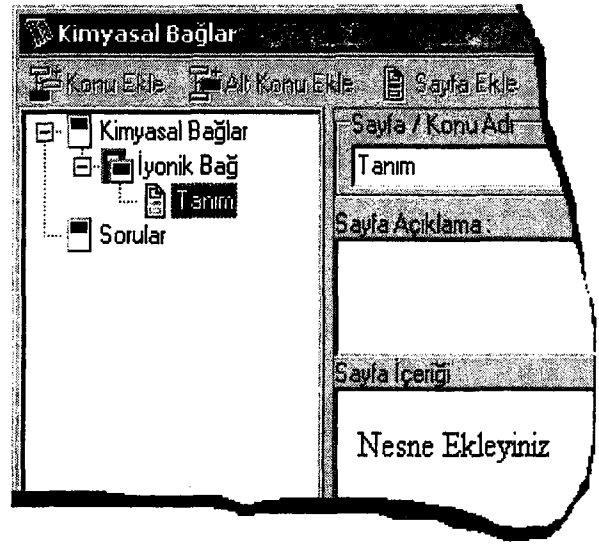 Kimyasal Bağlar
Konu Ekle Alt Konu Ekle Sayfa Ekle
Kimyasal Bağlar
İyonik Bağ
Tanım
Sorular
Sayfa / Konu Adı
Tanım
Sayfa Açıklama :
Sayfa İçeriği
Nesne Ekleyiniz